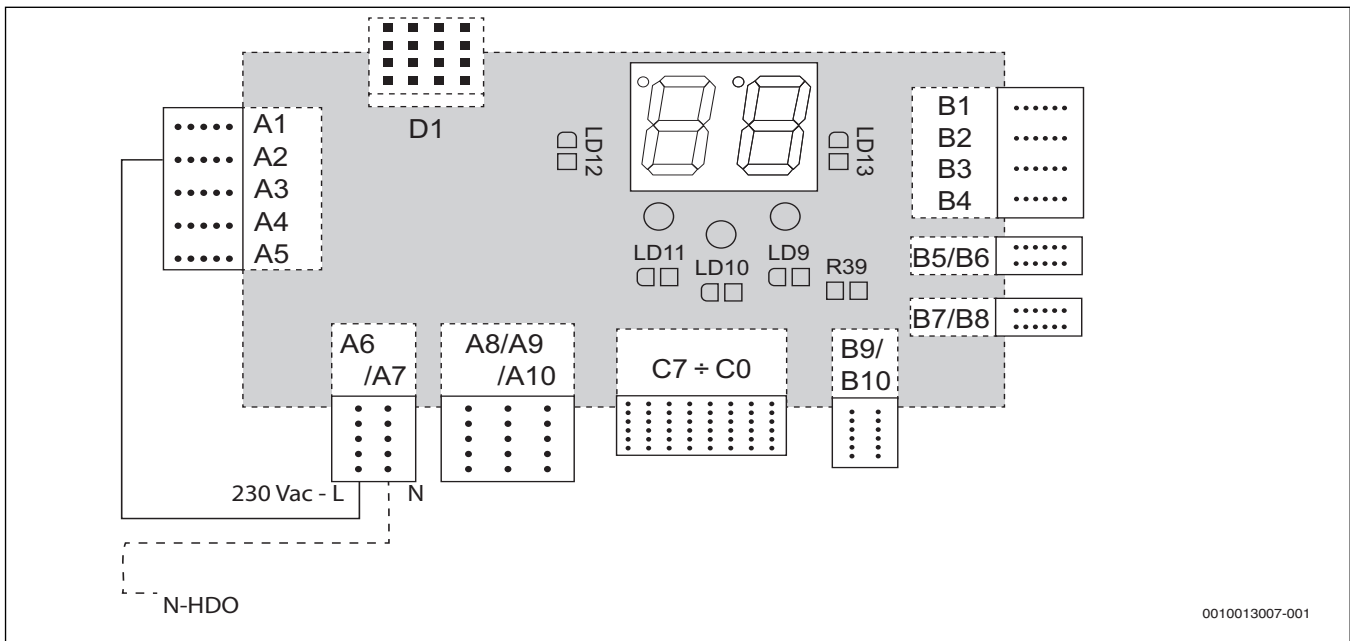 D1
A1
A2
A3
A4
A5
LD12
LD13
B1
B2
B3
B4
LD11
LD10
LD9
R39
B5/B6
B7/B8
A6
/A7
A8/A9
/A10
C7 ÷ C0
B9/
B10
230 Vac - L
N
N-HDO
0010013007-001